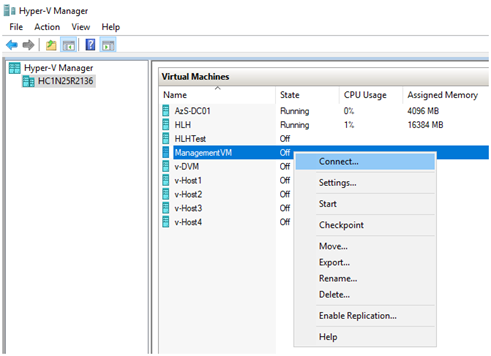 Hyper-V Manager
File Action View Help
Hyper-V Manager
HC1N25R2136
Virtual Machines
Name State CPU Usage Assigned Memory
AzS-DC01 Running 0% 4096 MB
HLH Running 1% 16384 MB
HLHTest Off
ManagementVM Off
v-DVM Off
v-Host1 Off
v-Host2 Off
v-Host3 Off
v-Host4 Off
Connect...
Settings...
Start
Checkpoint
Move...
Export...
Rename...
Delete...
Enable Replication...
Help